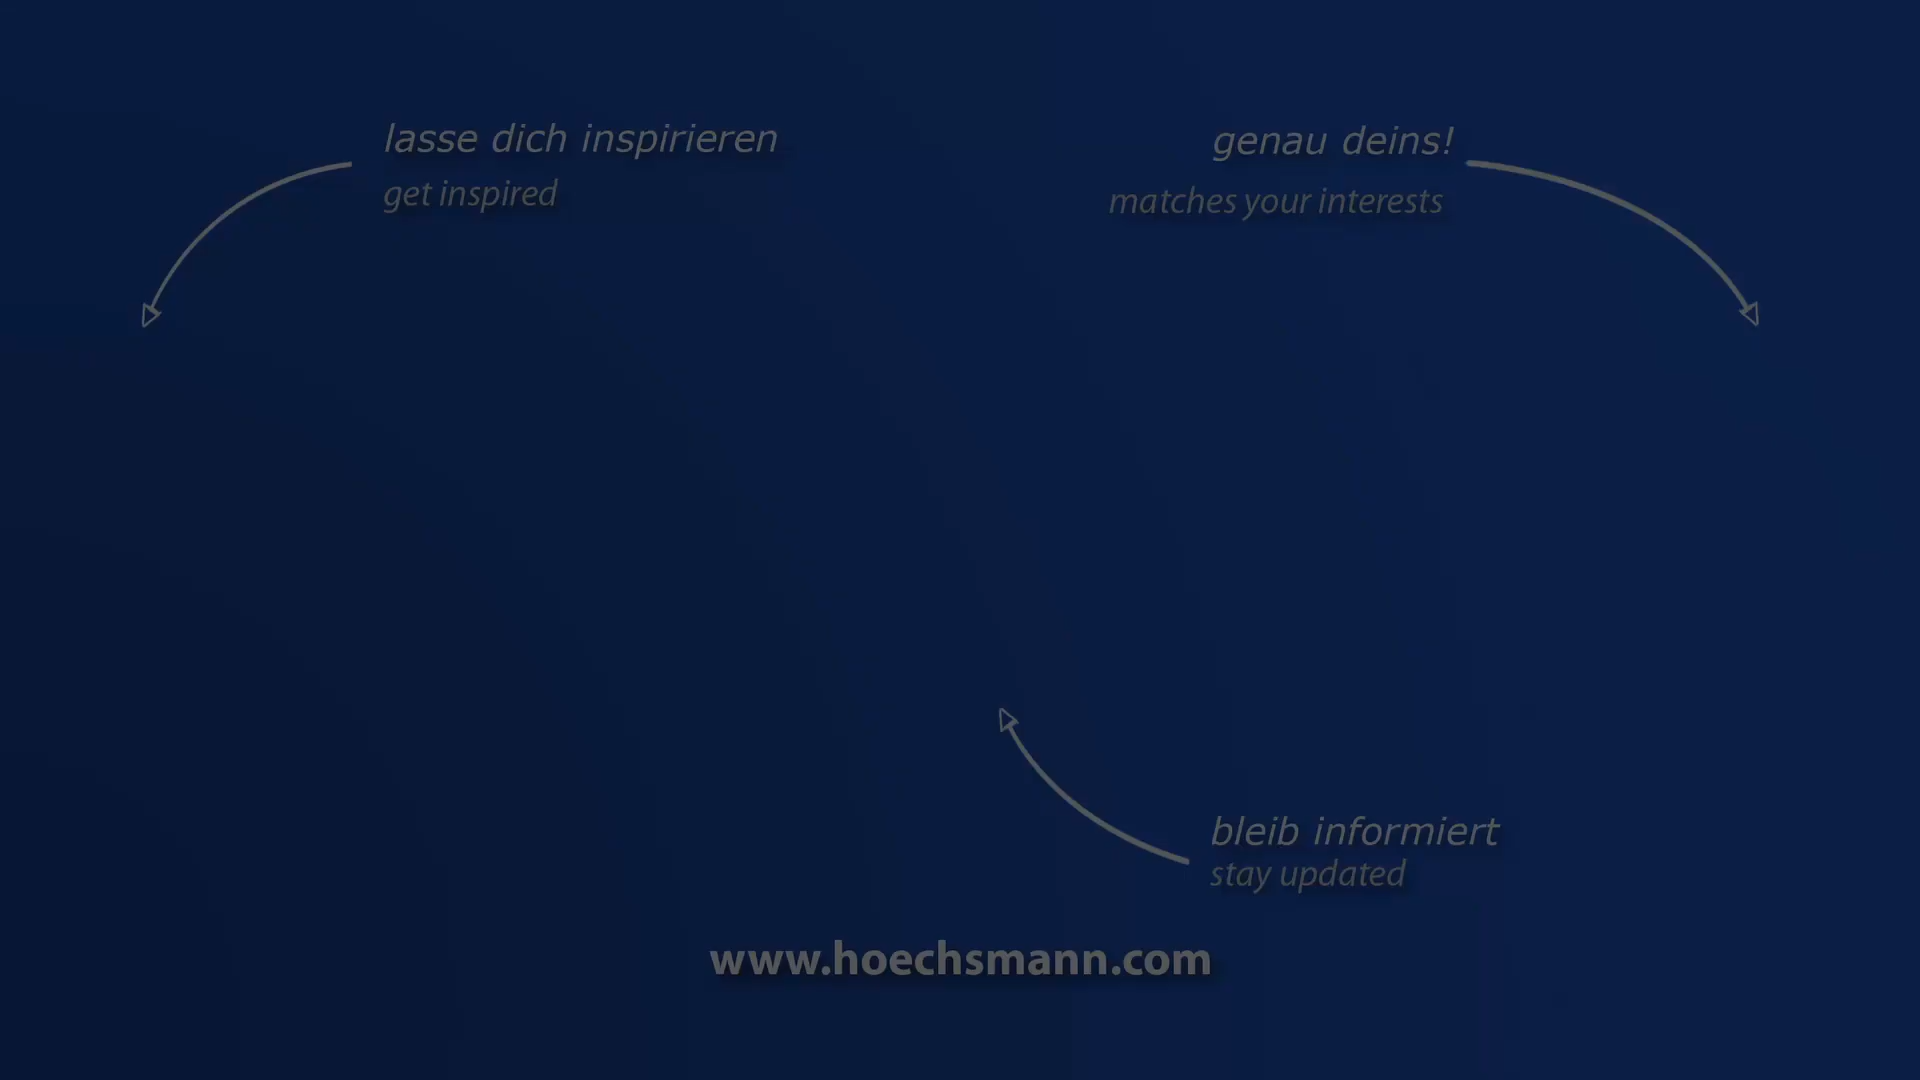 lasse dich inspirieren
get inspired
genau deins!
matches your interests
bleib informiert
stay updated
www.hoechsmann.com